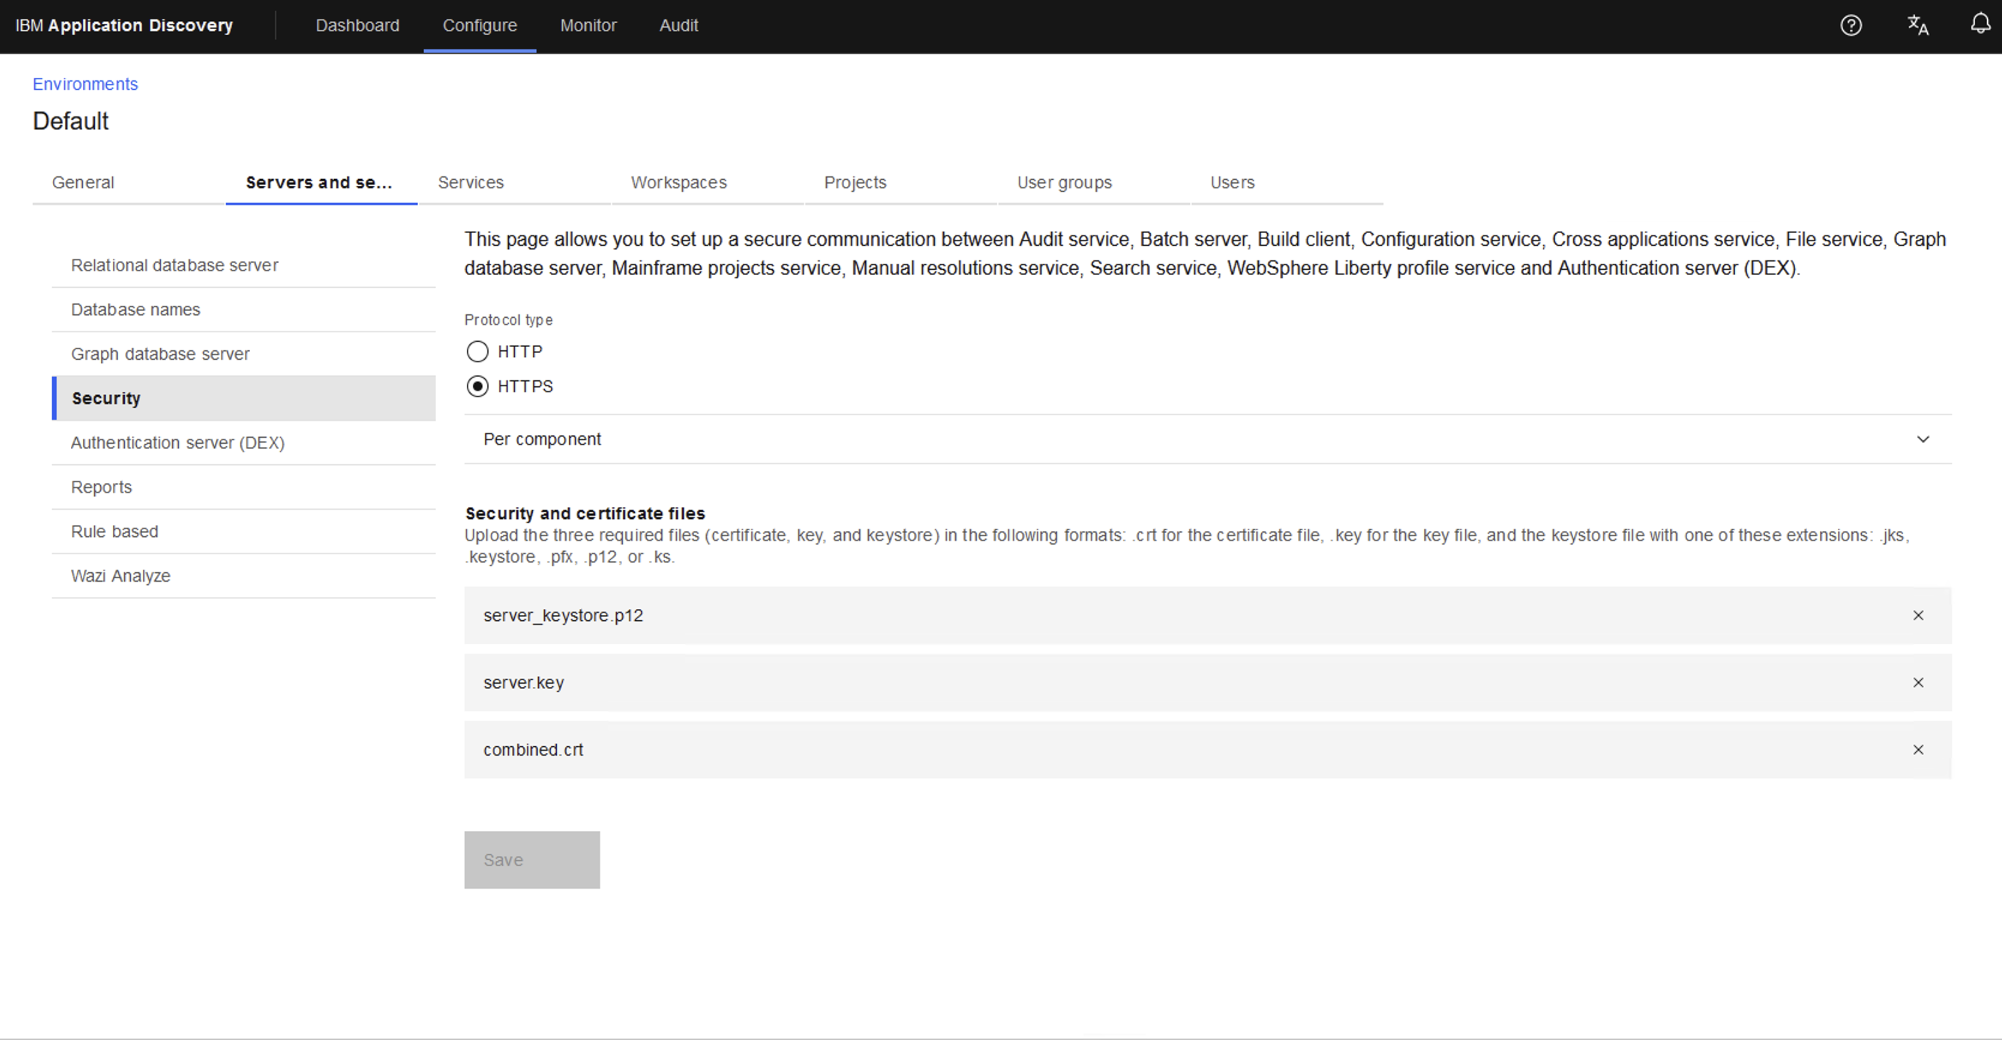 IBM Application Discovery
Dashboard
Configure
Monitor
Audit
Environments
Default
General
Servers and se...
Services
Workspaces
Projects
User groups
Users
Relational database server
Database names
Graph database server
Security
Authentication server (DEX)
Reports
Rule based
Wazi Analyze
This page allows you to set up a secure communication between Audit service, Batch server, Build client, Configuration service, Cross applications service, File service, Graph
database server, Mainframe projects service, Manual resolutions service, Search service, WebSphere Liberty profile service and Authentication server (DEX).
Protocol type
HTTP
HTTPS
Per component
Security and certificate files
Upload the three required files (certificate, key, and keystore) in the following formats: .crt for the certificate file, .key for the key file, and the keystore file with one of these extensions: .jks,
.keystore, .pfx, .p12, or .ks.
server_keystore.p12
server.key
combined.crt
Save